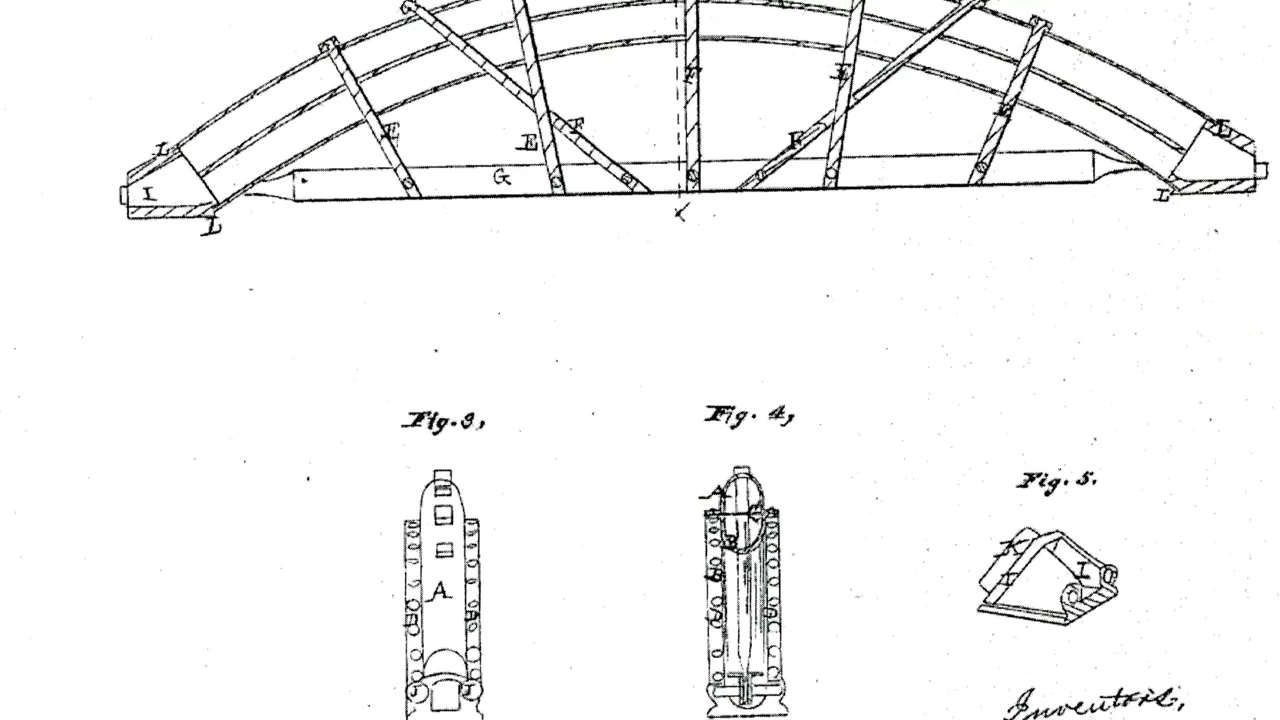 E
E
E
E
F
F
L
L
G
I
L
L
X
Fig. 3,
Fig. 4,
Fig. 5.
A
A
B
K
I
I
Inventors,